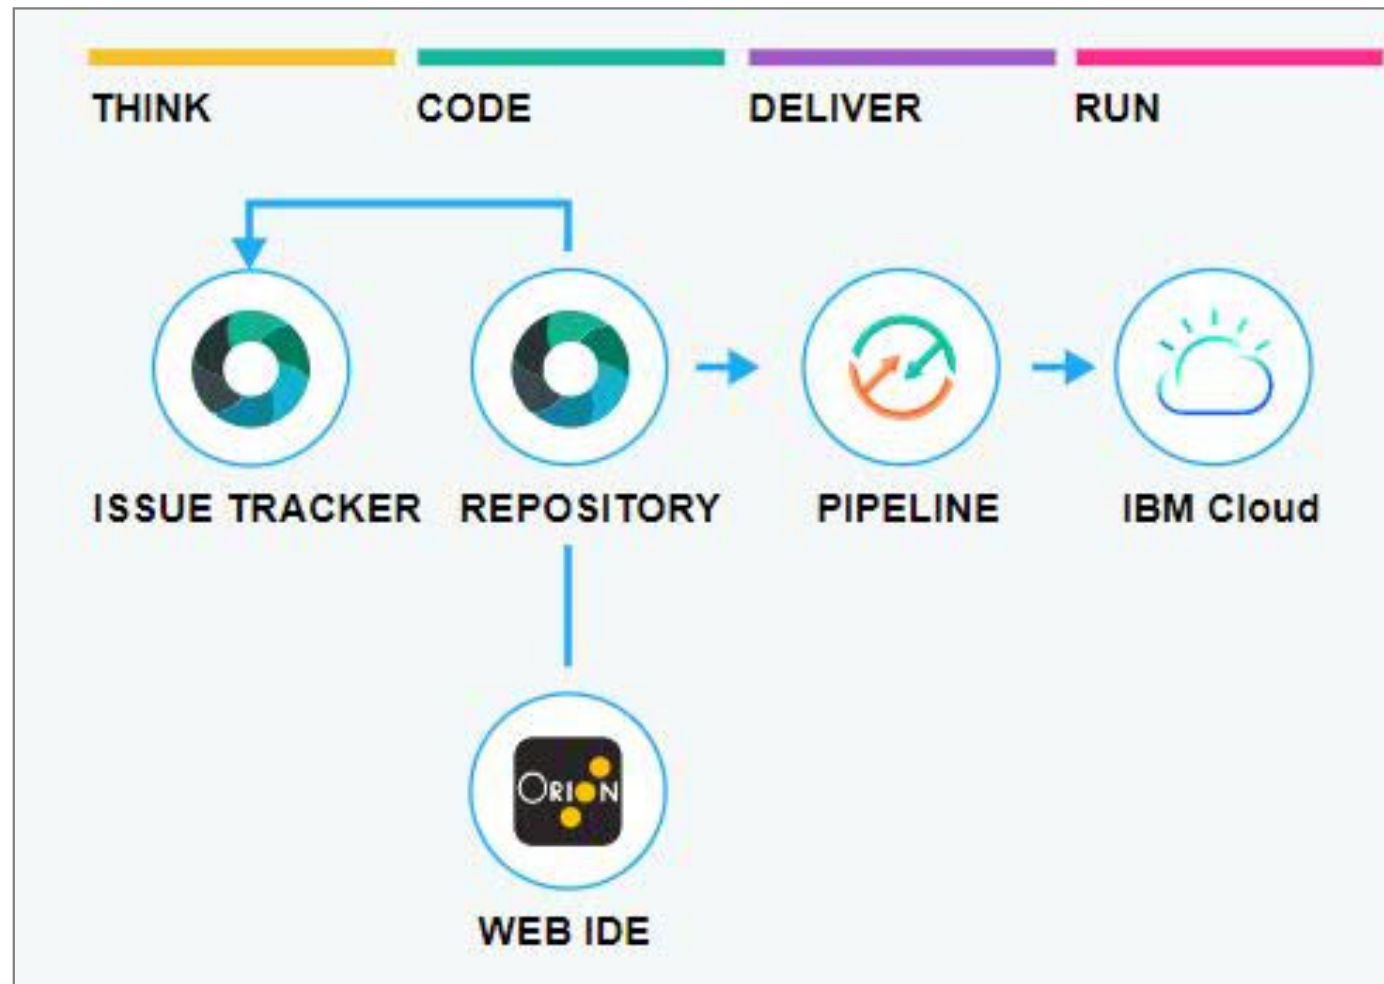 THINK CODE DELIVER RUN
ISSUE TRACKER REPOSITORY PIPELINE IBM Cloud
ORION
WEB IDE